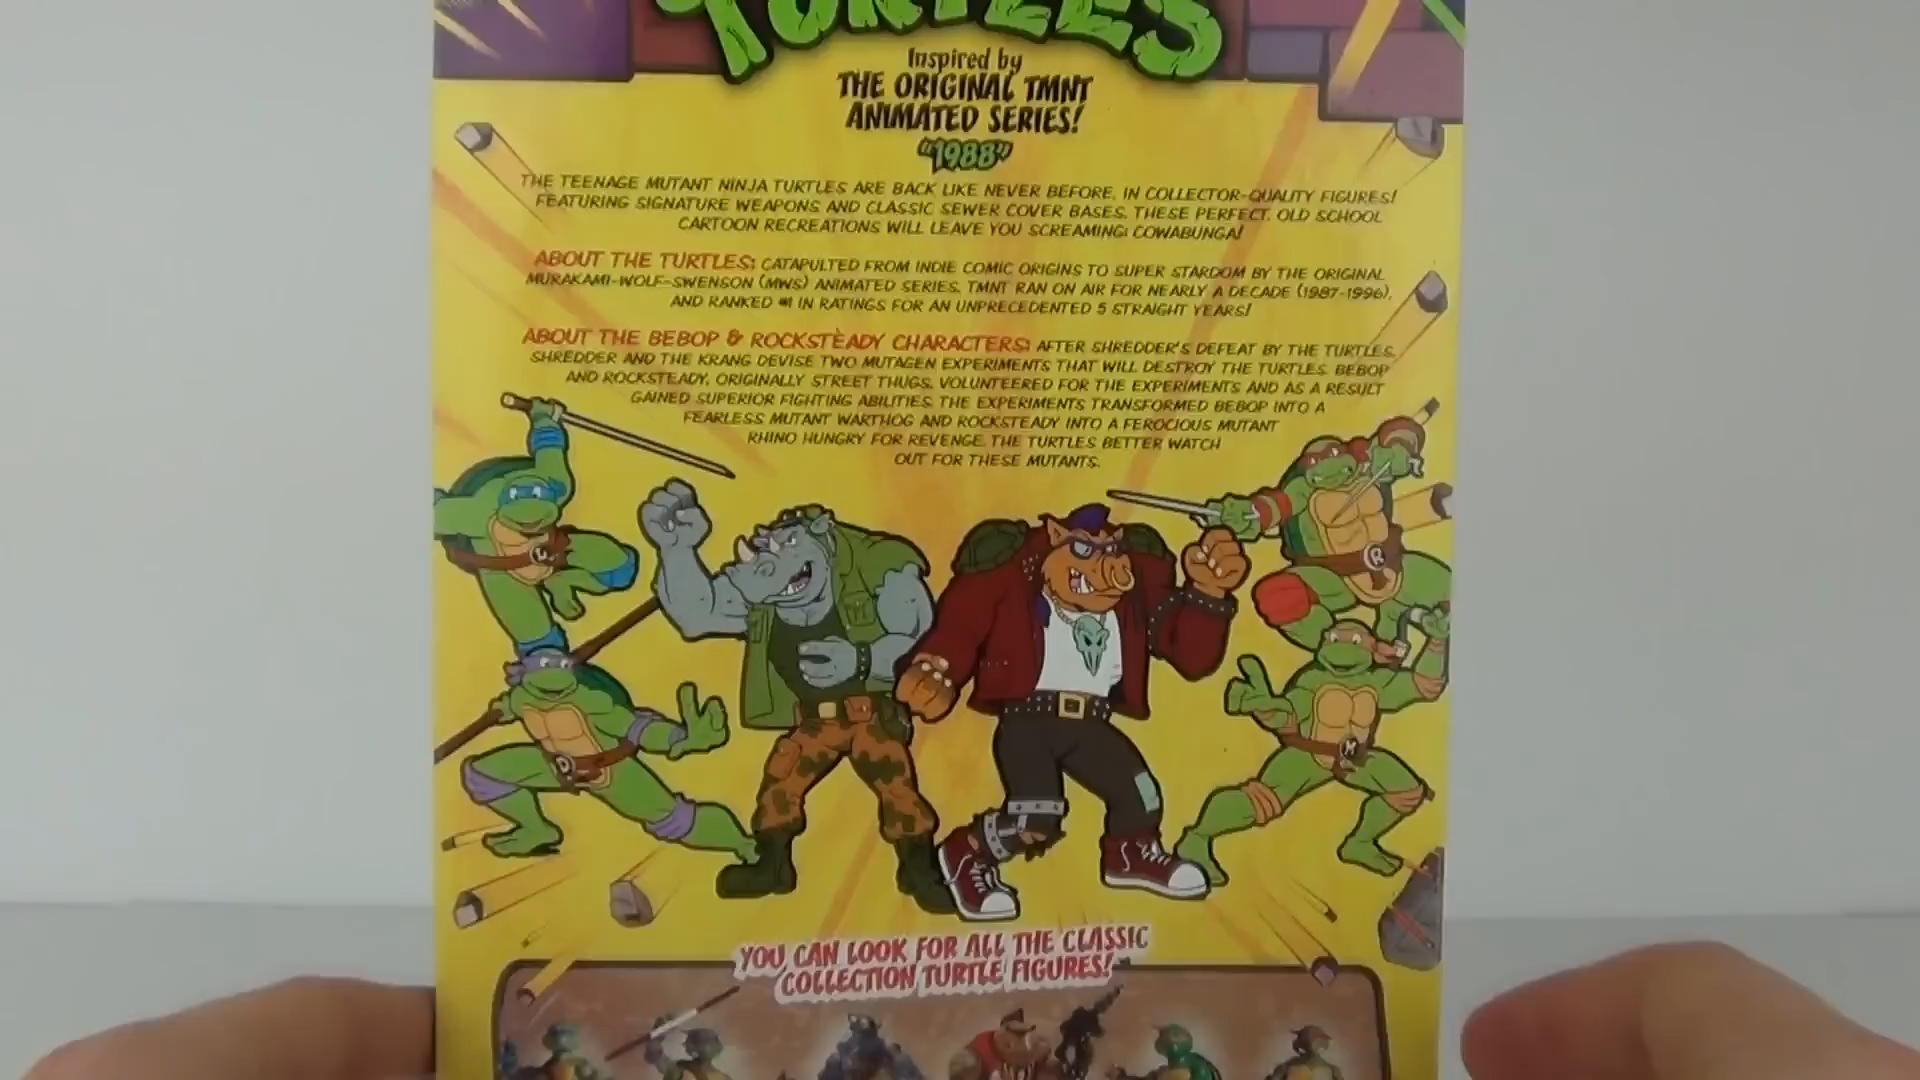 TURTLES
Inspired by
THE ORIGINAL TMNT
ANIMATED SERIES!
"1988"
THE TEENAGE MUTANT NINJA TURTLES ARE BACK LIKE NEVER BEFORE, IN COLLECTOR-QUALITY FIGURES!
FEATURING SIGNATURE WEAPONS AND CLASSIC SEWER COVER BASES, THESE PERFECT, OLD SCHOOL
CARTOON RECREATIONS WILL LEAVE YOU SCREAMING: COWABUNGA!
ABOUT THE TURTLES: CATAPULTED FROM INDIE COMIC ORIGINS TO SUPER STARDOM BY THE ORIGINAL
MURAKAMI-WOLF-SWENSON (MWS) ANIMATED SERIES, TMNT RAN ON AIR FOR NEARLY A DECADE (1987-1996),
AND RANKED #1 IN RATINGS FOR AN UNPRECEDENTED 5 STRAIGHT YEARS!
ABOUT THE BEBOP & ROCKSTEADY CHARACTERS: AFTER SHREDDER'S DEFEAT BY THE TURTLES,
SHREDDER AND THE KRANG DEVISE TWO MUTAGEN EXPERIMENTS THAT WILL DESTROY THE TURTLES. BEBOP
AND ROCKSTEADY, ORIGINALLY STREET THUGS, VOLUNTEERED FOR THE EXPERIMENTS AND AS A RESULT
GAINED SUPERIOR FIGHTING ABILITIES. THE EXPERIMENTS TRANSFORMED BEBOP INTO A
FEARLESS MUTANT WARTHOG AND ROCKSTEADY INTO A FEROCIOUS MUTANT
RHINO HUNGRY FOR REVENGE. THE TURTLES BETTER WATCH
OUT FOR THESE MUTANTS.
L
R
D
M
YOU CAN LOOK FOR ALL THE CLASSIC
COLLECTION TURTLE FIGURES!